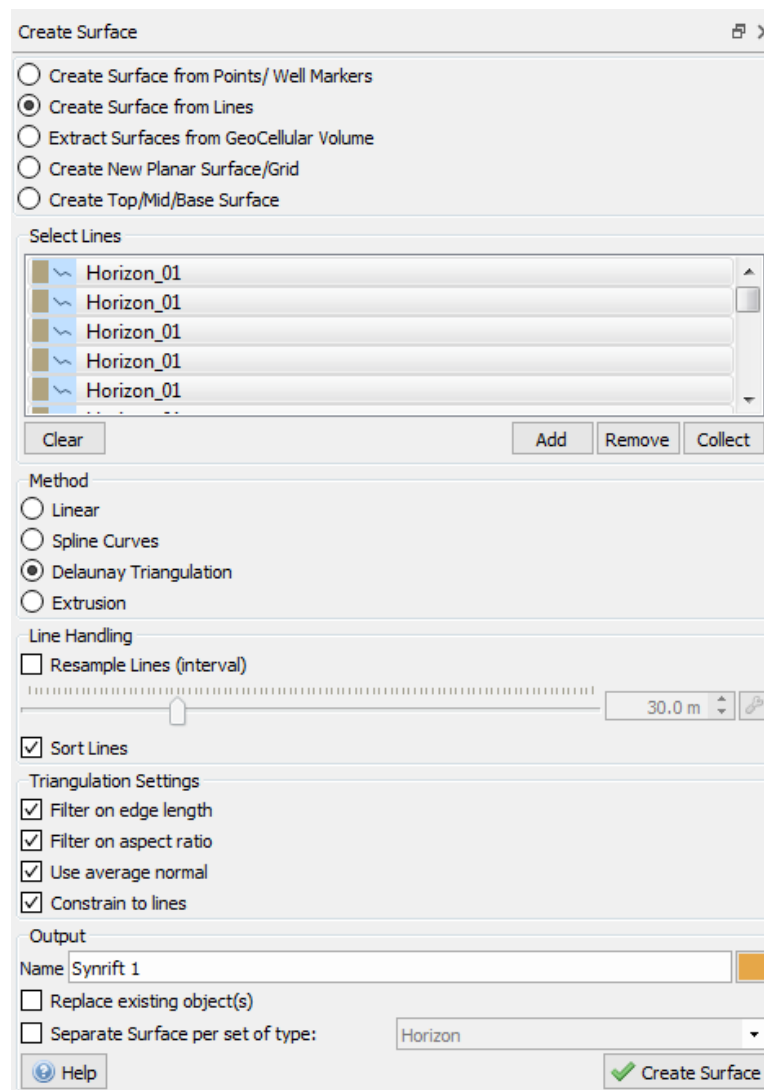 Create Surface
Create Surface from Points/ Well Markers
Create Surface from Lines
Extract Surfaces from GeoCellular Volume
Create New Planar Surface/Grid
Create Top/Mid/Base Surface
Select Lines
Horizon_01
Horizon_01
Horizon_01
Horizon_01
Horizon_01
Clear Add Remove Collect
Method
Linear
Spline Curves
Delaunay Triangulation
Extrusion
Line Handling
Resample Lines (interval)
30.0 m
Sort Lines
Triangulation Settings
Filter on edge length
Filter on aspect ratio
Use average normal
Constrain to lines
Output
Name Synrift 1
Replace existing object(s)
Separate Surface per set of type: Horizon
Help Create Surface